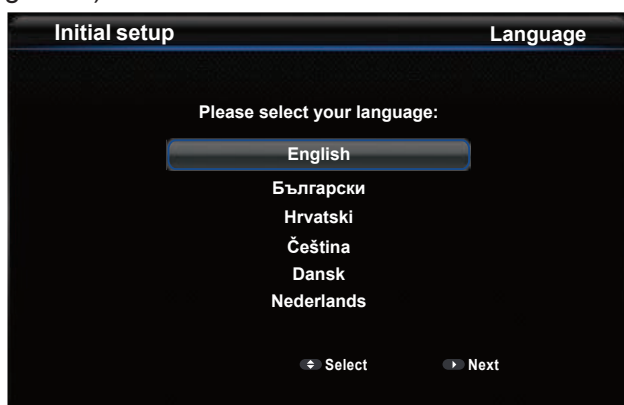 Initial setup Language
Please select your language:
English
Български
Hrvatski
Čeština
Dansk
Nederlands
Select Next